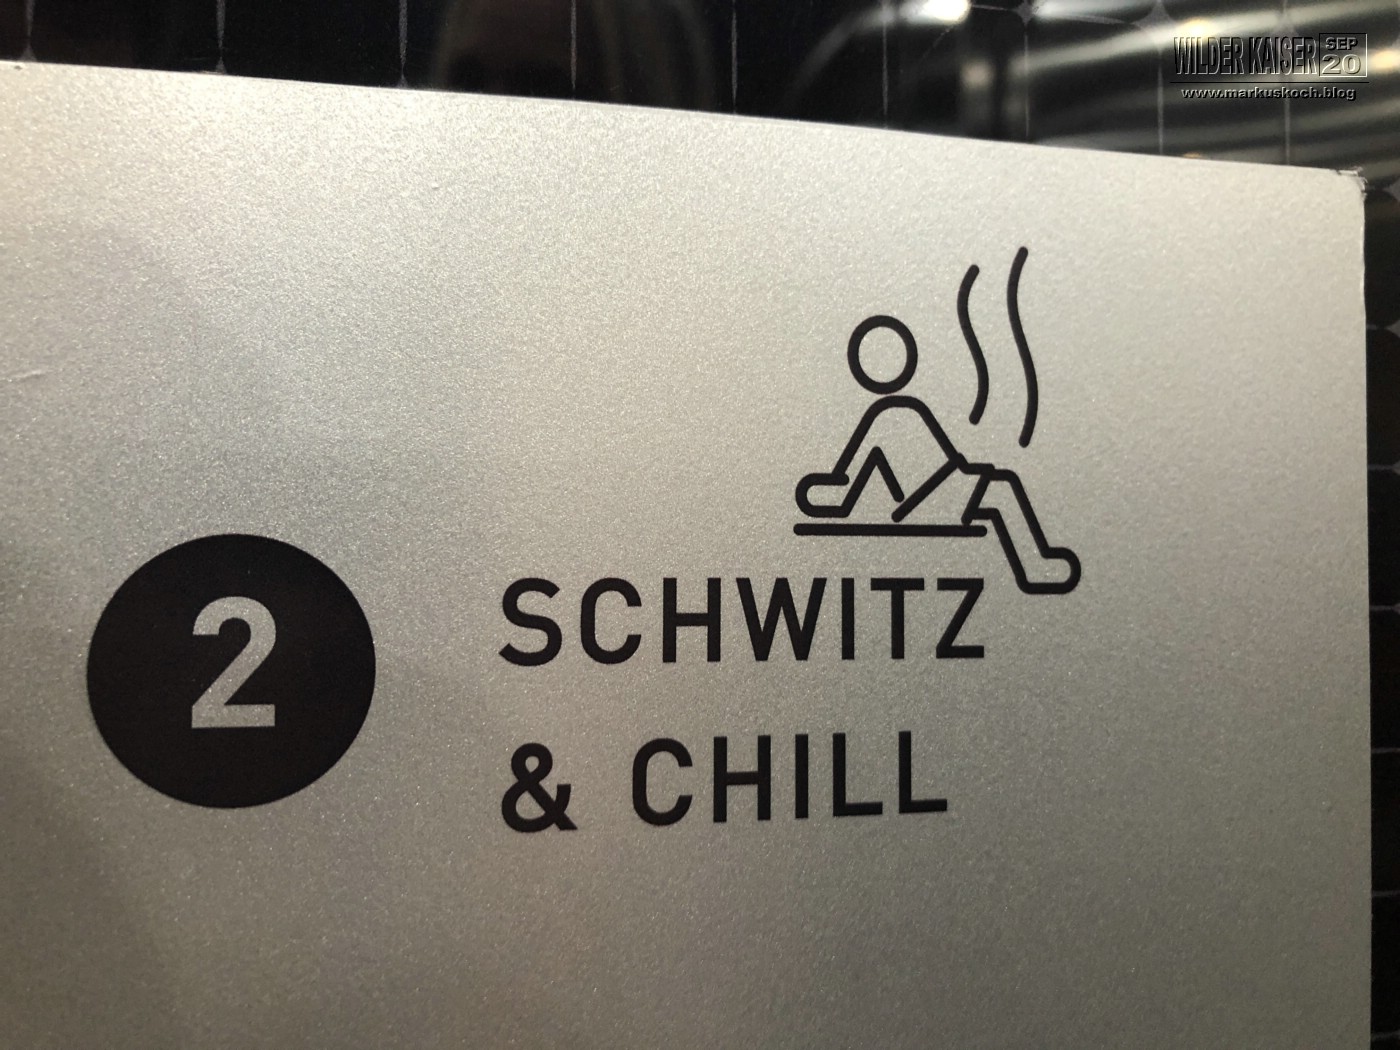 WILDER KAISER SEP 20
www.markuskoch.blog
2
SCHWITZ
& CHILL